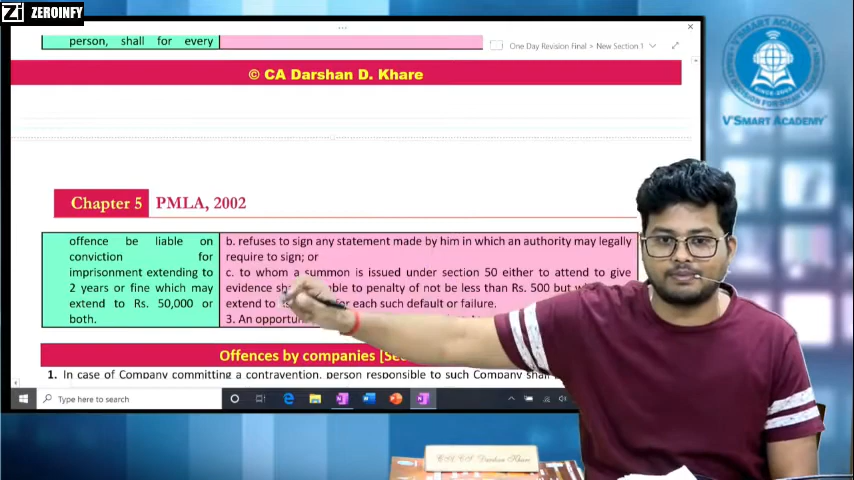 Zi ZEROINFY
person, shall for every
One Day Revision Final > New Section 1
© CA Darshan D. Khare
V'SMART ACADEMY
SINCE-2008
Chapter 5 PMLA, 2002
offence be liable on
conviction for
imprisonment extending to
2 years or fine which may
extend to Rs. 50,000 or
both.
b. refuses to sign any statement made by him in which an authority may legally
require to sign; or
c. to whom a summon is issued under section 50 either to attend to give
evidence able to penalty of not be less than Rs. 500 but
extend to for each such default or failure.
3. An
Offences by companies
1. In case of Company committing a contravention, person responsible to such Company shall
Type here to search
Darshan Khare